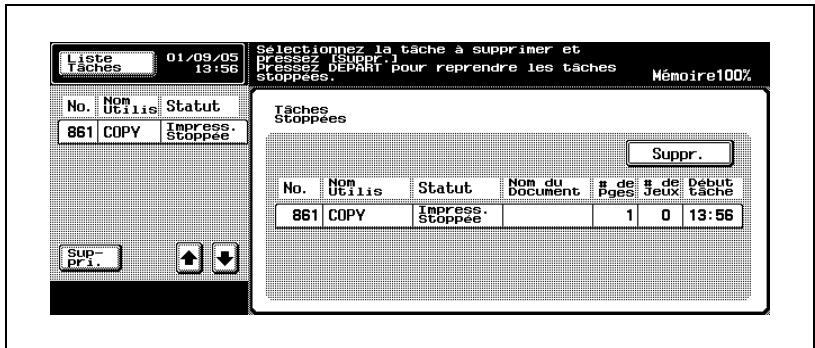 Liste
Tâches
01/09/05
13:56
Sélectionnez la tâche à supprimer et
pressez [Suppr.]
Pressez DEPART pour reprendre les tâches
stoppées.
Mémoire100%
No. Nom Utilis Statut
861 COPY Impress. Stoppée
Sup-
pri.
Tâches
Stoppées
Suppr.
No. Nom Utilis Statut Nom du Document # de Pges # de Jeux Début tâche
861 COPY Impress. Stoppée 1 0 13:56